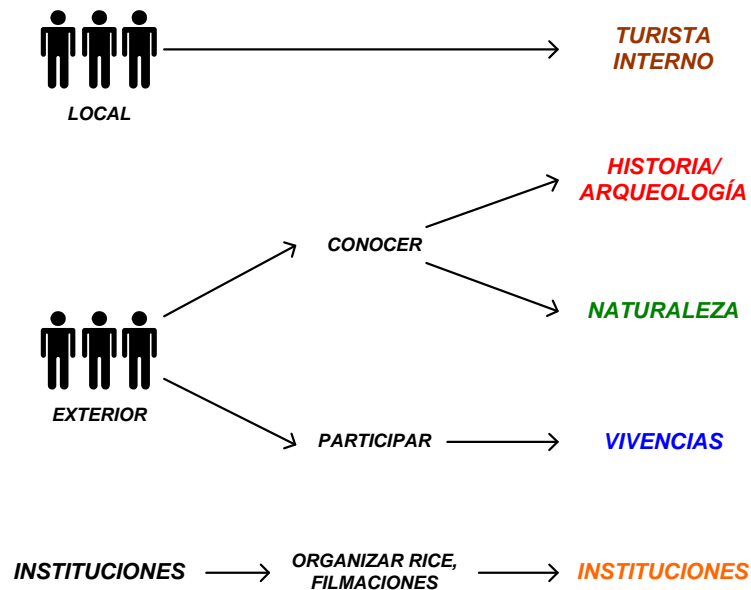 LOCAL
TURISTA
INTERNO
HISTORIA/
ARQUEOLOGÍA
CONOCER
NATURALEZA
EXTERIOR
PARTICIPAR
VIVENCIAS
INSTITUCIONES
ORGANIZAR RICE,
FILMACIONES
INSTITUCIONES